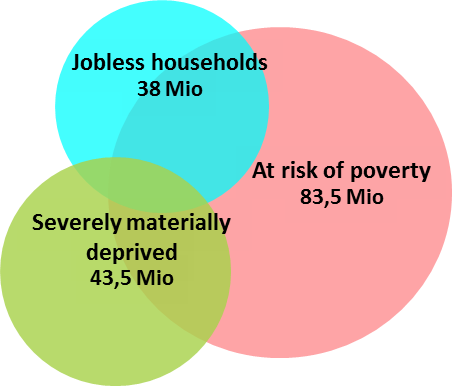 Jobless households
38 Mio
At risk of poverty
83,5 Mio
Severely materially
deprived
43,5 Mio